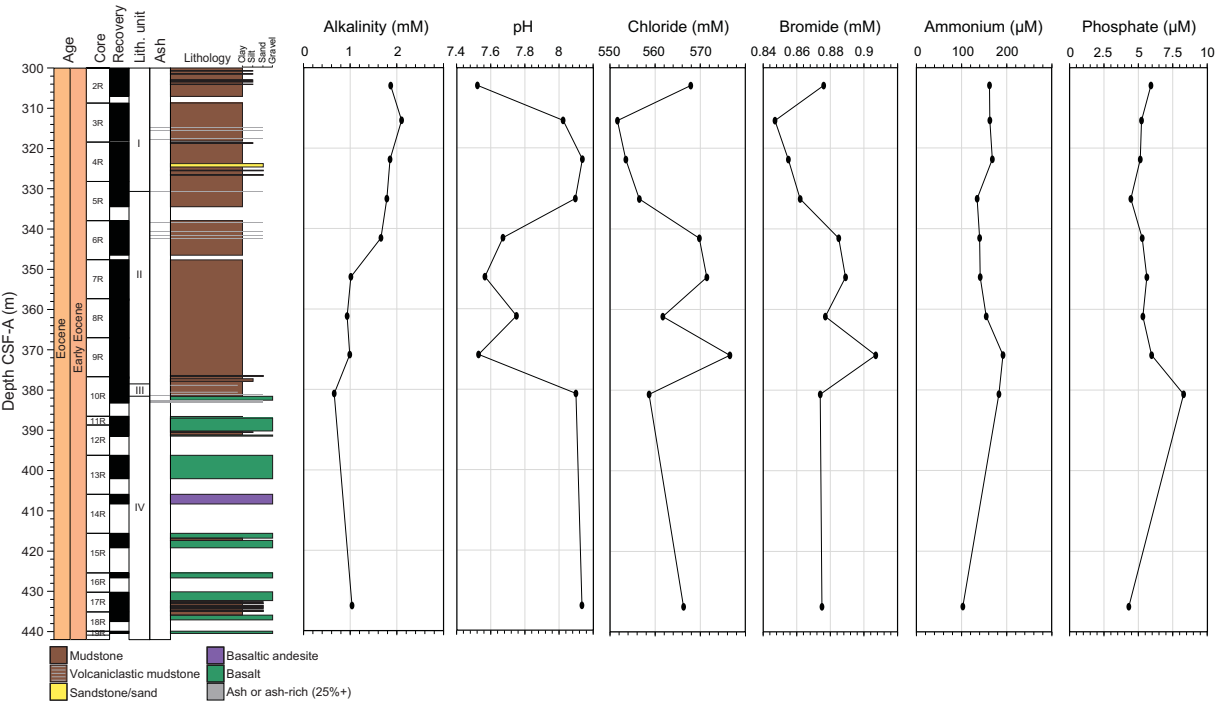 Alkalinity (mM)
pH
Chloride (mM)
Bromide (mM)
Ammonium (µM)
Phosphate (µM)
Age
Core
Recovery
Lith. unit
Ash
Lithology
Clay
Silt
Sand
Gravel
0 1 2
7.4 7.6 7.8 8
550 560 570
0.84 0.86 0.88 0.9
0 100 200
0 2.5 5 7.5 10
Depth CSF-A (m)
300
310
320
330
340
350
360
370
380
390
400
410
420
430
440
Eocene
Early Eocene
2R
3R
4R
5R
6R
7R
8R
9R
10R
11R
12R
13R
14R
15R
16R
17R
18R
19R
I
II
III
IV
Mudstone
Volcaniclastic mudstone
Sandstone/sand
Basaltic andesite
Basalt
Ash or ash-rich (25%+)